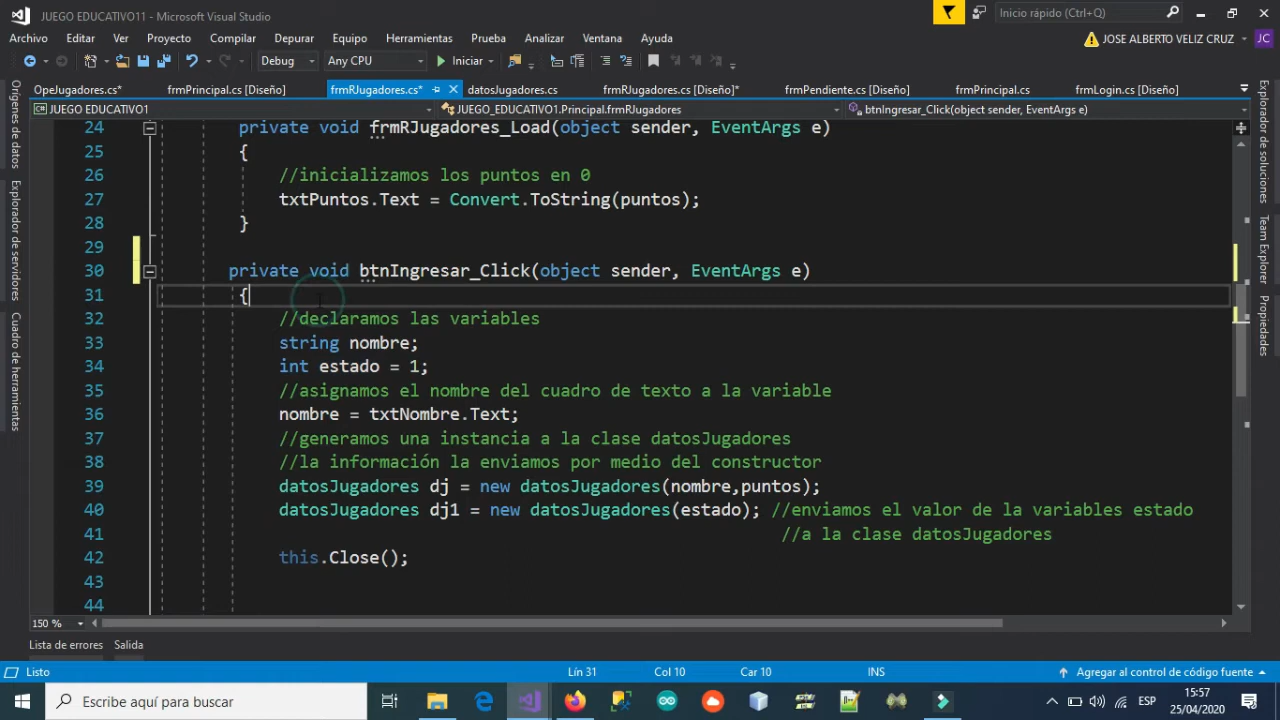 JUEGO EDUCATIVO11 - Microsoft Visual Studio
Inicio rápido (Ctrl+Q)
Archivo Editar Ver Proyecto Compilar Depurar Equipo Herramientas Prueba Analizar Ventana Ayuda
JOSE ALBERTO VELIZ CRUZ JC
Debug Any CPU Iniciar
OpeJugadores.cs* frmPrincipal.cs [Diseño] frmRJugadores.cs* datosJugadores.cs frmRJugadores.cs [Diseño]* frmPendiente.cs [Diseño] frmPrincipal.cs frmLogin.cs [Diseño]
JUEGO EDUCATIVO1 JUEGO_EDUCATIVO1.Principal.frmRJugadores btnIngresar_Click(object sender, EventArgs e)
Orígenes de datos
Explorador de servidores
Cuadro de herramientas
24 private void frmRJugadores_Load(object sender, EventArgs e)
25 {
26 //inicializamos los puntos en 0
27 txtPuntos.Text = Convert.ToString(puntos);
28 }
29
30 private void btnIngresar_Click(object sender, EventArgs e)
31 {
32 //declaramos las variables
33 string nombre;
34 int estado = 1;
35 //asignamos el nombre del cuadro de texto a la variable
36 nombre = txtNombre.Text;
37 //generamos una instancia a la clase datosJugadores
38 //la información la enviamos por medio del constructor
39 datosJugadores dj = new datosJugadores(nombre,puntos);
40 datosJugadores dj1 = new datosJugadores(estado); //enviamos el valor de la variables estado
41 //a la clase datosJugadores
42 this.Close();
43
44
Explorador de soluciones
Team Explorer
Propiedades
150 %
Lista de errores Salida
Listo Lín 31 Col 10 Car 10 INS Agregar al control de código fuente
Escribe aquí para buscar
ESP
15:57
25/04/2020